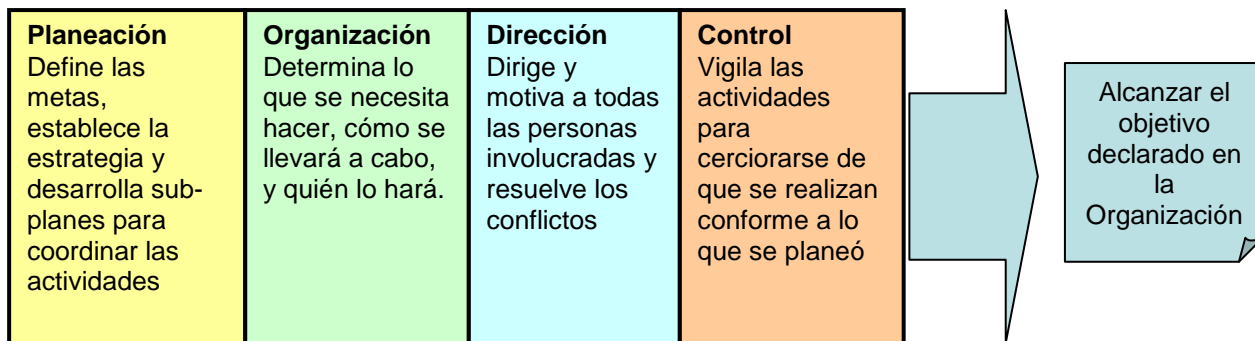 Planeación
Define las
metas,
establece la
estrategia y
desarrolla sub-
planes para
coordinar las
actividades
Organización
Determina lo
que se necesita
hacer, cómo se
llevará a cabo,
y quién lo hará.
Dirección
Dirige y
motiva a todas
las personas
involucradas y
resuelve los
conflictos
Control
Vigila las
actividades
para
cerciorarse de
que se realizan
conforme a lo
que se planeó
Alcanzar el
objetivo
declarado en
la
Organización